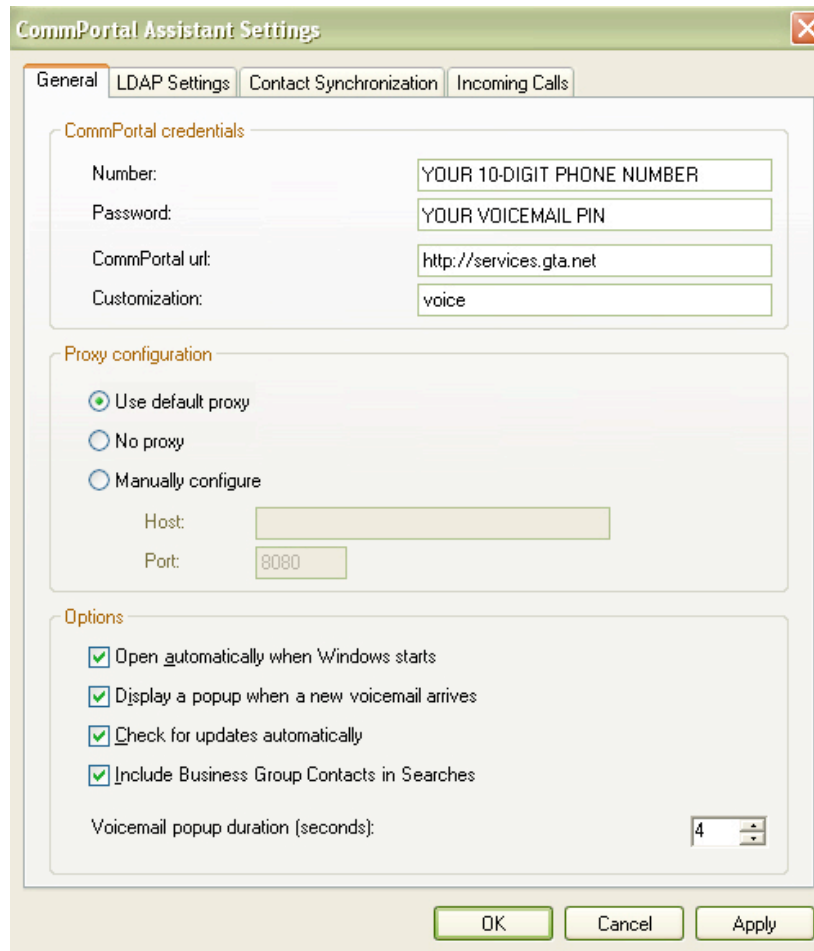 CommPortal Assistant Settings
General LDAP Settings Contact Synchronization Incoming Calls
CommPortal credentials
Number: YOUR 10-DIGIT PHONE NUMBER
Password: YOUR VOICEMAIL PIN
CommPortal url: http://services.gta.net
Customization: voice
Proxy configuration
Use default proxy
No proxy
Manually configure
Host:
Port: 8080
Options
Open automatically when Windows starts
Display a popup when a new voicemail arrives
Check for updates automatically
Include Business Group Contacts in Searches
Voicemail popup duration (seconds): 4
OK Cancel Apply